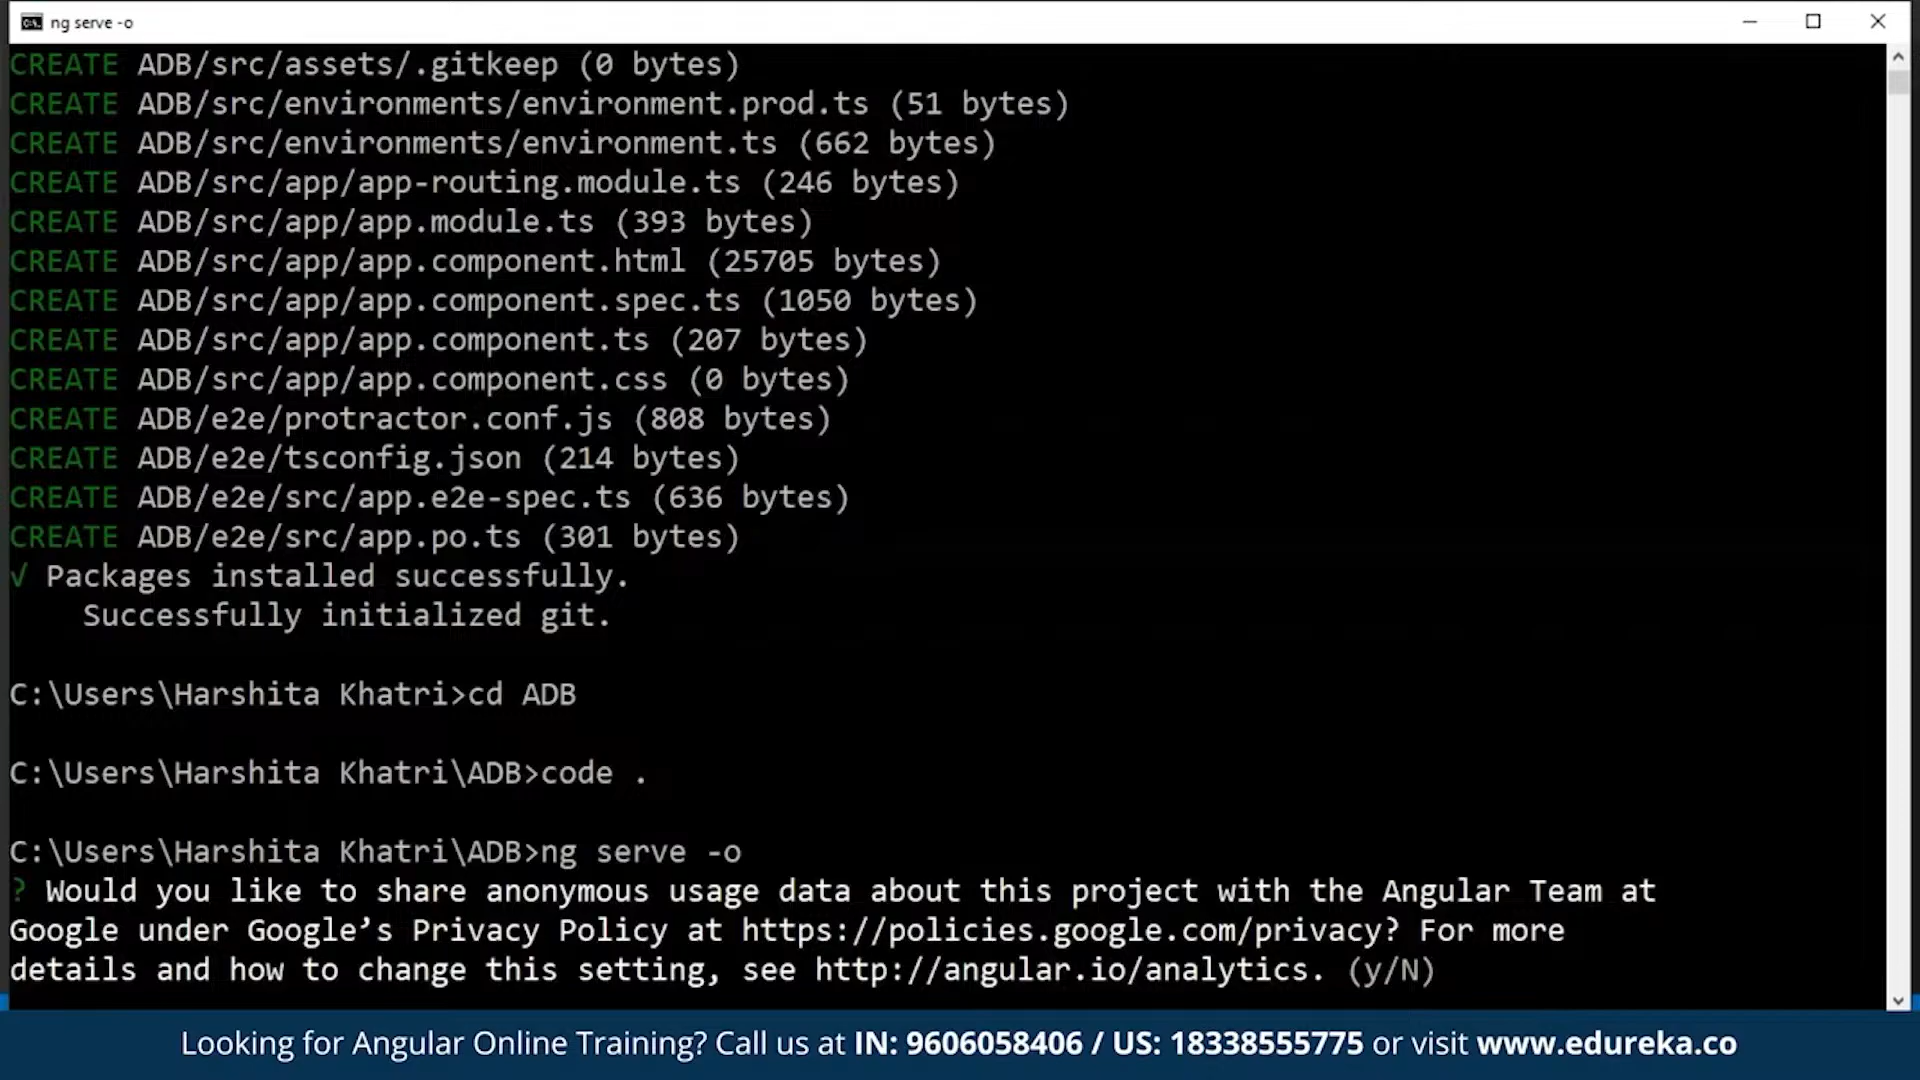 ng serve -o
CREATE ADB/src/assets/.gitkeep (0 bytes)
CREATE ADB/src/environments/environment.prod.ts (51 bytes)
CREATE ADB/src/environments/environment.ts (662 bytes)
CREATE ADB/src/app/app-routing.module.ts (246 bytes)
CREATE ADB/src/app/app.module.ts (393 bytes)
CREATE ADB/src/app/app.component.html (25705 bytes)
CREATE ADB/src/app/app.component.spec.ts (1050 bytes)
CREATE ADB/src/app/app.component.ts (207 bytes)
CREATE ADB/src/app/app.component.css (0 bytes)
CREATE ADB/e2e/protractor.conf.js (808 bytes)
CREATE ADB/e2e/tsconfig.json (214 bytes)
CREATE ADB/e2e/src/app.e2e-spec.ts (636 bytes)
CREATE ADB/e2e/src/app.po.ts (301 bytes)
√ Packages installed successfully.
Successfully initialized git.
C:\Users\Harshita Khatri>cd ADB
C:\Users\Harshita Khatri\ADB>code .
C:\Users\Harshita Khatri\ADB>ng serve -o
? Would you like to share anonymous usage data about this project with the Angular Team at
Google under Google’s Privacy Policy at https://policies.google.com/privacy? For more
details and how to change this setting, see http://angular.io/analytics. (y/N)
Looking for Angular Online Training? Call us at IN: 9606058406 / US: 18338555775 or visit www.edureka.co